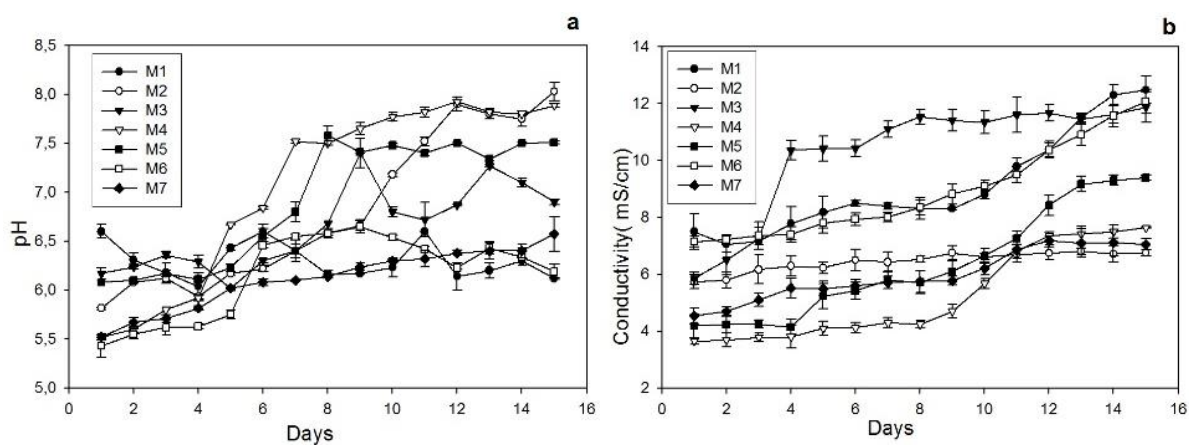 a
8,5
8,0
7,5
7,0
6,5
6,0
5,5
5,0
pH
M1
M2
M3
M4
M5
M6
M7
0 2 4 6 8 10 12 14 16
Days
b
14
12
10
8
6
4
2
Conductivity( mS/cm)
M1
M2
M3
M4
M5
M6
M7
0 2 4 6 8 10 12 14 16
Days